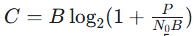 C = B log₂(1 + P/(N₀B))